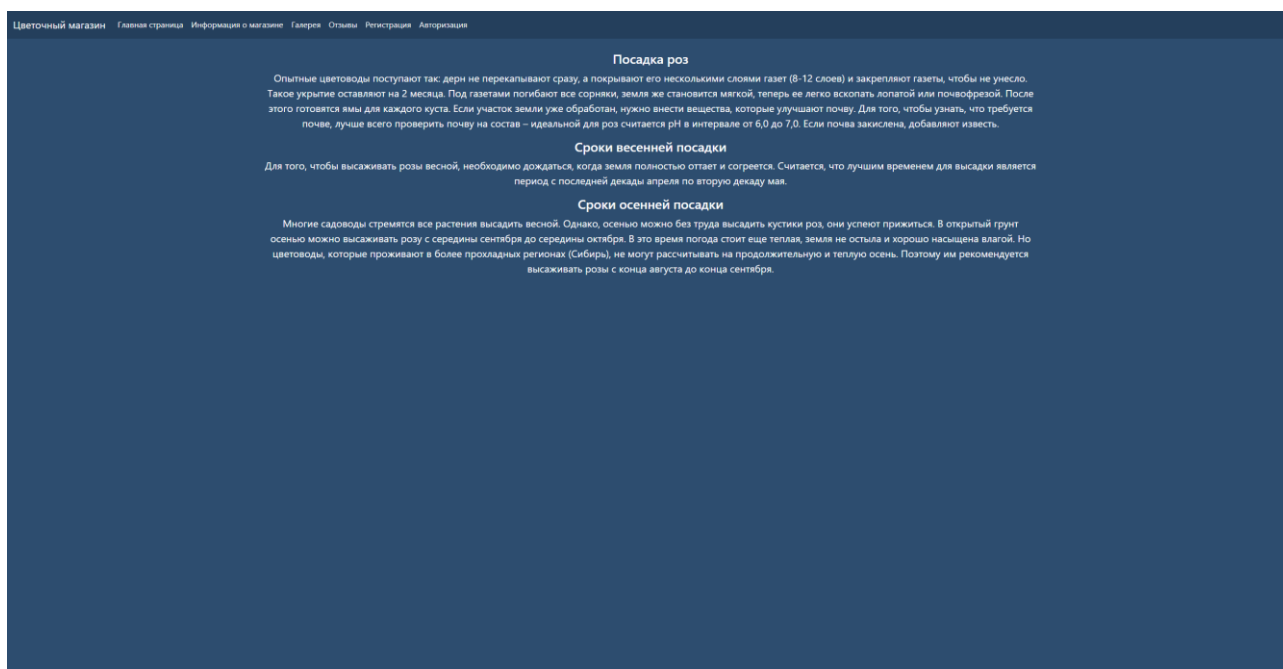 Цветочный магазин Главная страница Информация о магазине Галерея Отзывы Регистрация Авторизация
Посадка роз
Опытные цветоводы поступают так: дерн не перекапывают сразу, а покрывают его несколькими слоями газет (8-12 слоев) и закрепляют газеты, чтобы не унесло.
Такое укрытие оставляют на 2 месяца. Под газетами погибают все сорняки, земля же становится мягкой, теперь ее легко вскопать лопатой или почвофрезой. После
этого готовятся ямы для каждого куста. Если участок земли уже обработан, нужно внести вещества, которые улучшают почву. Для того, чтобы узнать, что требуется
почве, лучше всего проверить почву на состав – идеальной для роз считается pH в интервале от 6,0 до 7,0. Если почва закислена, добавляют известь.
Сроки весенней посадки
Для того, чтобы высаживать розы весной, необходимо дождаться, когда земля полностью оттает и согреется. Считается, что лучшим временем для высадки является
период с последней декады апреля по вторую декаду мая.
Сроки осенней посадки
Многие садоводы стремятся все растения высадить весной. Однако, осенью можно без труда высадить кустики роз, они успеют прижиться. В открытый грунт
осенью можно высаживать розу с середины сентября до середины октября. В это время погода стоит еще теплая, земля не остыла и хорошо насыщена влагой. Но
цветоводы, которые проживают в более прохладных регионах (Сибирь), не могут рассчитывать на продолжительную и теплую осень. Поэтому им рекомендуется
высаживать розы с конца августа до конца сентября.